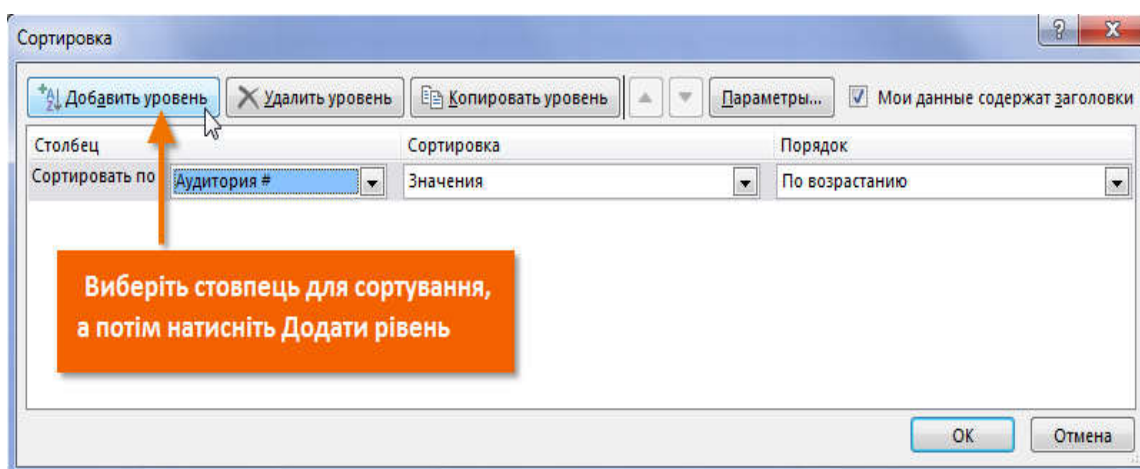 Сортировка
Добавить уровень Удалить уровень Копировать уровень Параметры... Мои данные содержат заголовки
Столбец Сортировка Порядок
Сортировать по Аудитория # Значения По возрастанию
Виберіть стовпець для сортування,
а потім натисніть Додати рівень
ОК Отмена